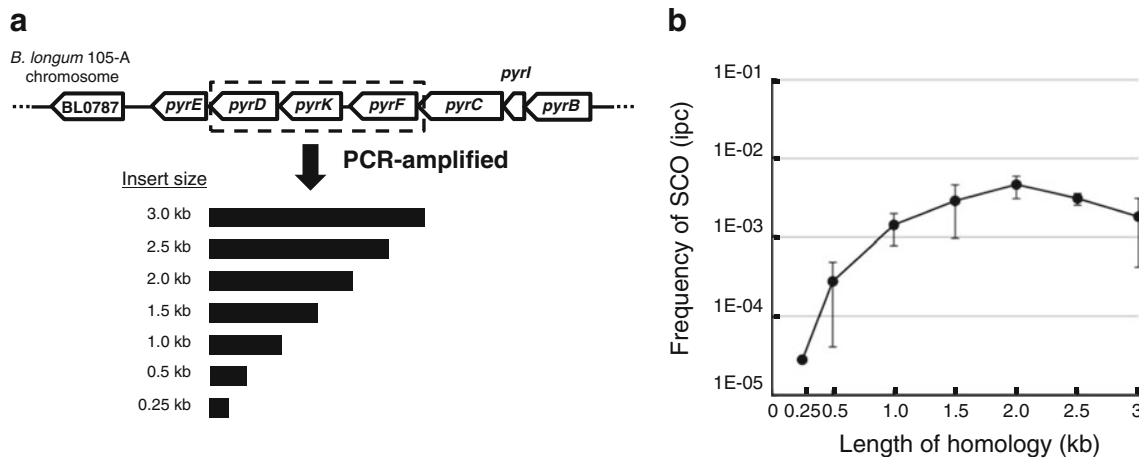 a
B. longum 105-A
chromosome
BL0787
pyrE
pyrD
pyrK
pyrF
pyrC
pyrI
pyrB
PCR-amplified
Insert size
3.0 kb
2.5 kb
2.0 kb
1.5 kb
1.0 kb
0.5 kb
0.25 kb
b
Frequency of SCO (ipc)
1E-01
1E-02
1E-03
1E-04
1E-05
0 0.25 0.5 1.0 1.5 2.0 2.5 3
Length of homology (kb)